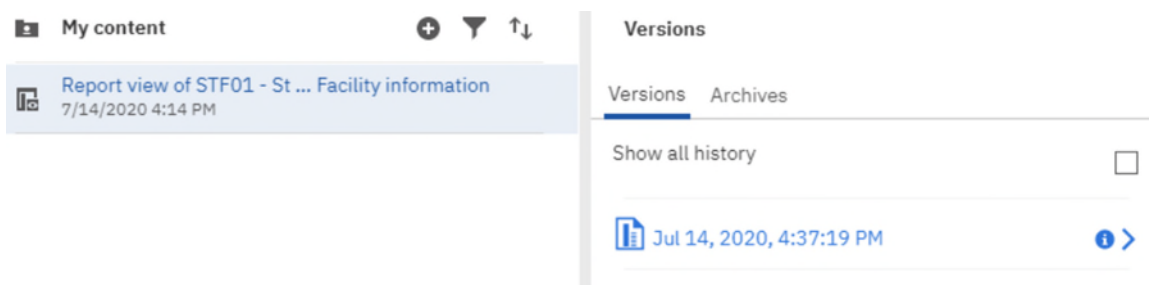 My content
Report view of STF01 - St ... Facility information
7/14/2020 4:14 PM
Versions
Versions Archives
Show all history
Jul 14, 2020, 4:37:19 PM